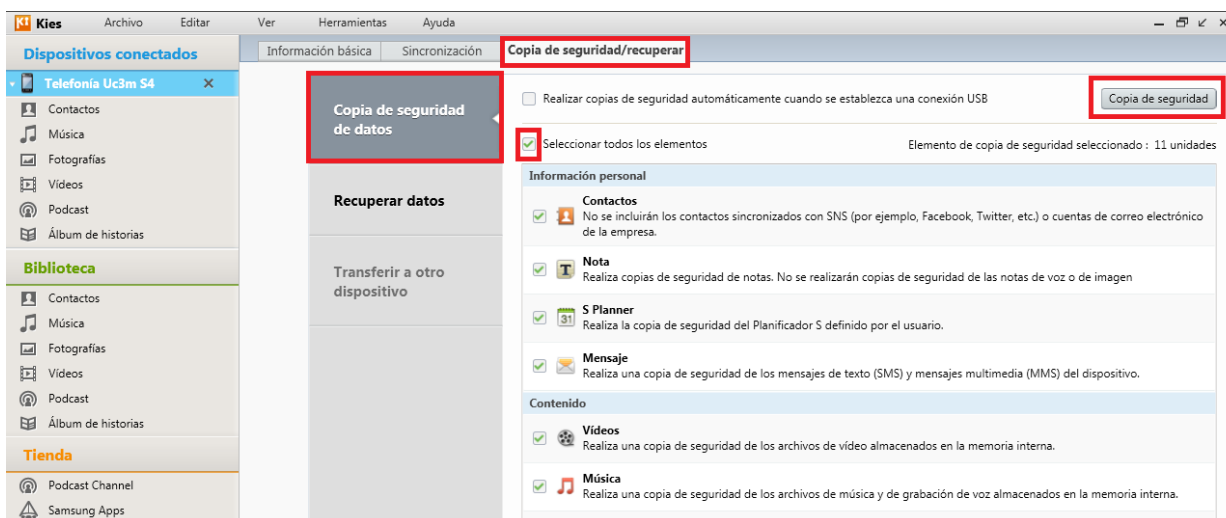 Kies Archivo Editar Ver Herramientas Ayuda
Dispositivos conectados
Telefonía Uc3m S4
Contactos
Música
Fotografías
Vídeos
Podcast
Álbum de historias
Biblioteca
Contactos
Música
Fotografías
Vídeos
Podcast
Álbum de historias
Tienda
Podcast Channel
Samsung Apps
Información básica Sincronización Copia de seguridad/recuperar
Copia de seguridad
de datos
Recuperar datos
Transferir a otro
dispositivo
Realizar copias de seguridad automáticamente cuando se establezca una conexión USB Copia de seguridad
Seleccionar todos los elementos Elemento de copia de seguridad seleccionado : 11 unidades
Información personal
Contactos
No se incluirán los contactos sincronizados con SNS (por ejemplo, Facebook, Twitter, etc.) o cuentas de correo electrónico
de la empresa.
Nota
Realiza copias de seguridad de notas. No se realizarán copias de seguridad de las notas de voz o de imagen
S Planner
Realiza la copia de seguridad del Planificador S definido por el usuario.
Mensaje
Realiza una copia de seguridad de los mensajes de texto (SMS) y mensajes multimedia (MMS) del dispositivo.
Contenido
Vídeos
Realiza una copia de seguridad de los archivos de vídeo almacenados en la memoria interna.
Música
Realiza una copia de seguridad de los archivos de música y de grabación de voz almacenados en la memoria interna.